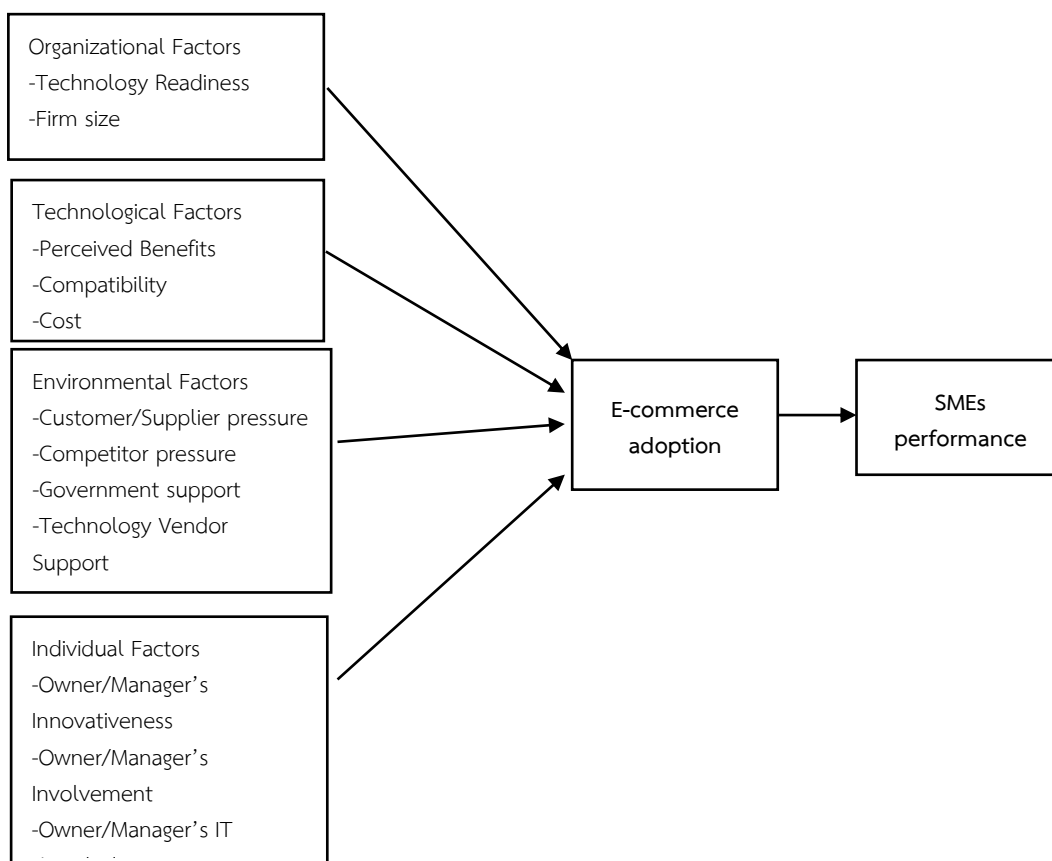 Organizational Factors
-Technology Readiness
-Firm size
Technological Factors
-Perceived Benefits
-Compatibility
-Cost
Environmental Factors
-Customer/Supplier pressure
-Competitor pressure
-Government support
-Technology Vendor
Support
Individual Factors
-Owner/Manager’s
Innovativeness
-Owner/Manager’s
Involvement
-Owner/Manager’s IT
E-commerce
adoption
SMEs
performance